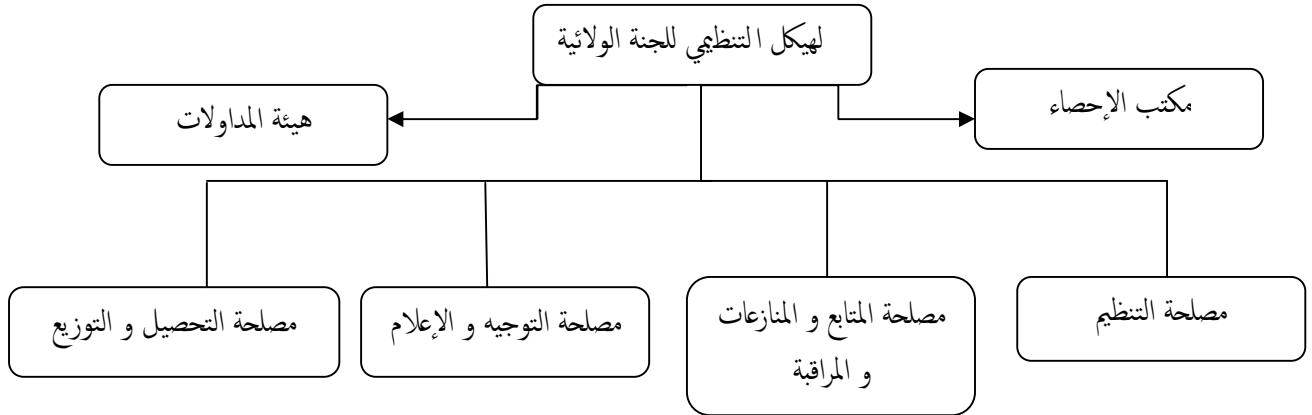 لهيكل التنظيمي للجنة الولائية
مكتب الإحصاء
هيئة المداولات
مصلحة التنظيم
مصلحة المتابع و المنازعات
و المراقبة
مصلحة التوجيه و الإعلام
مصلحة التحصيل و التوزيع